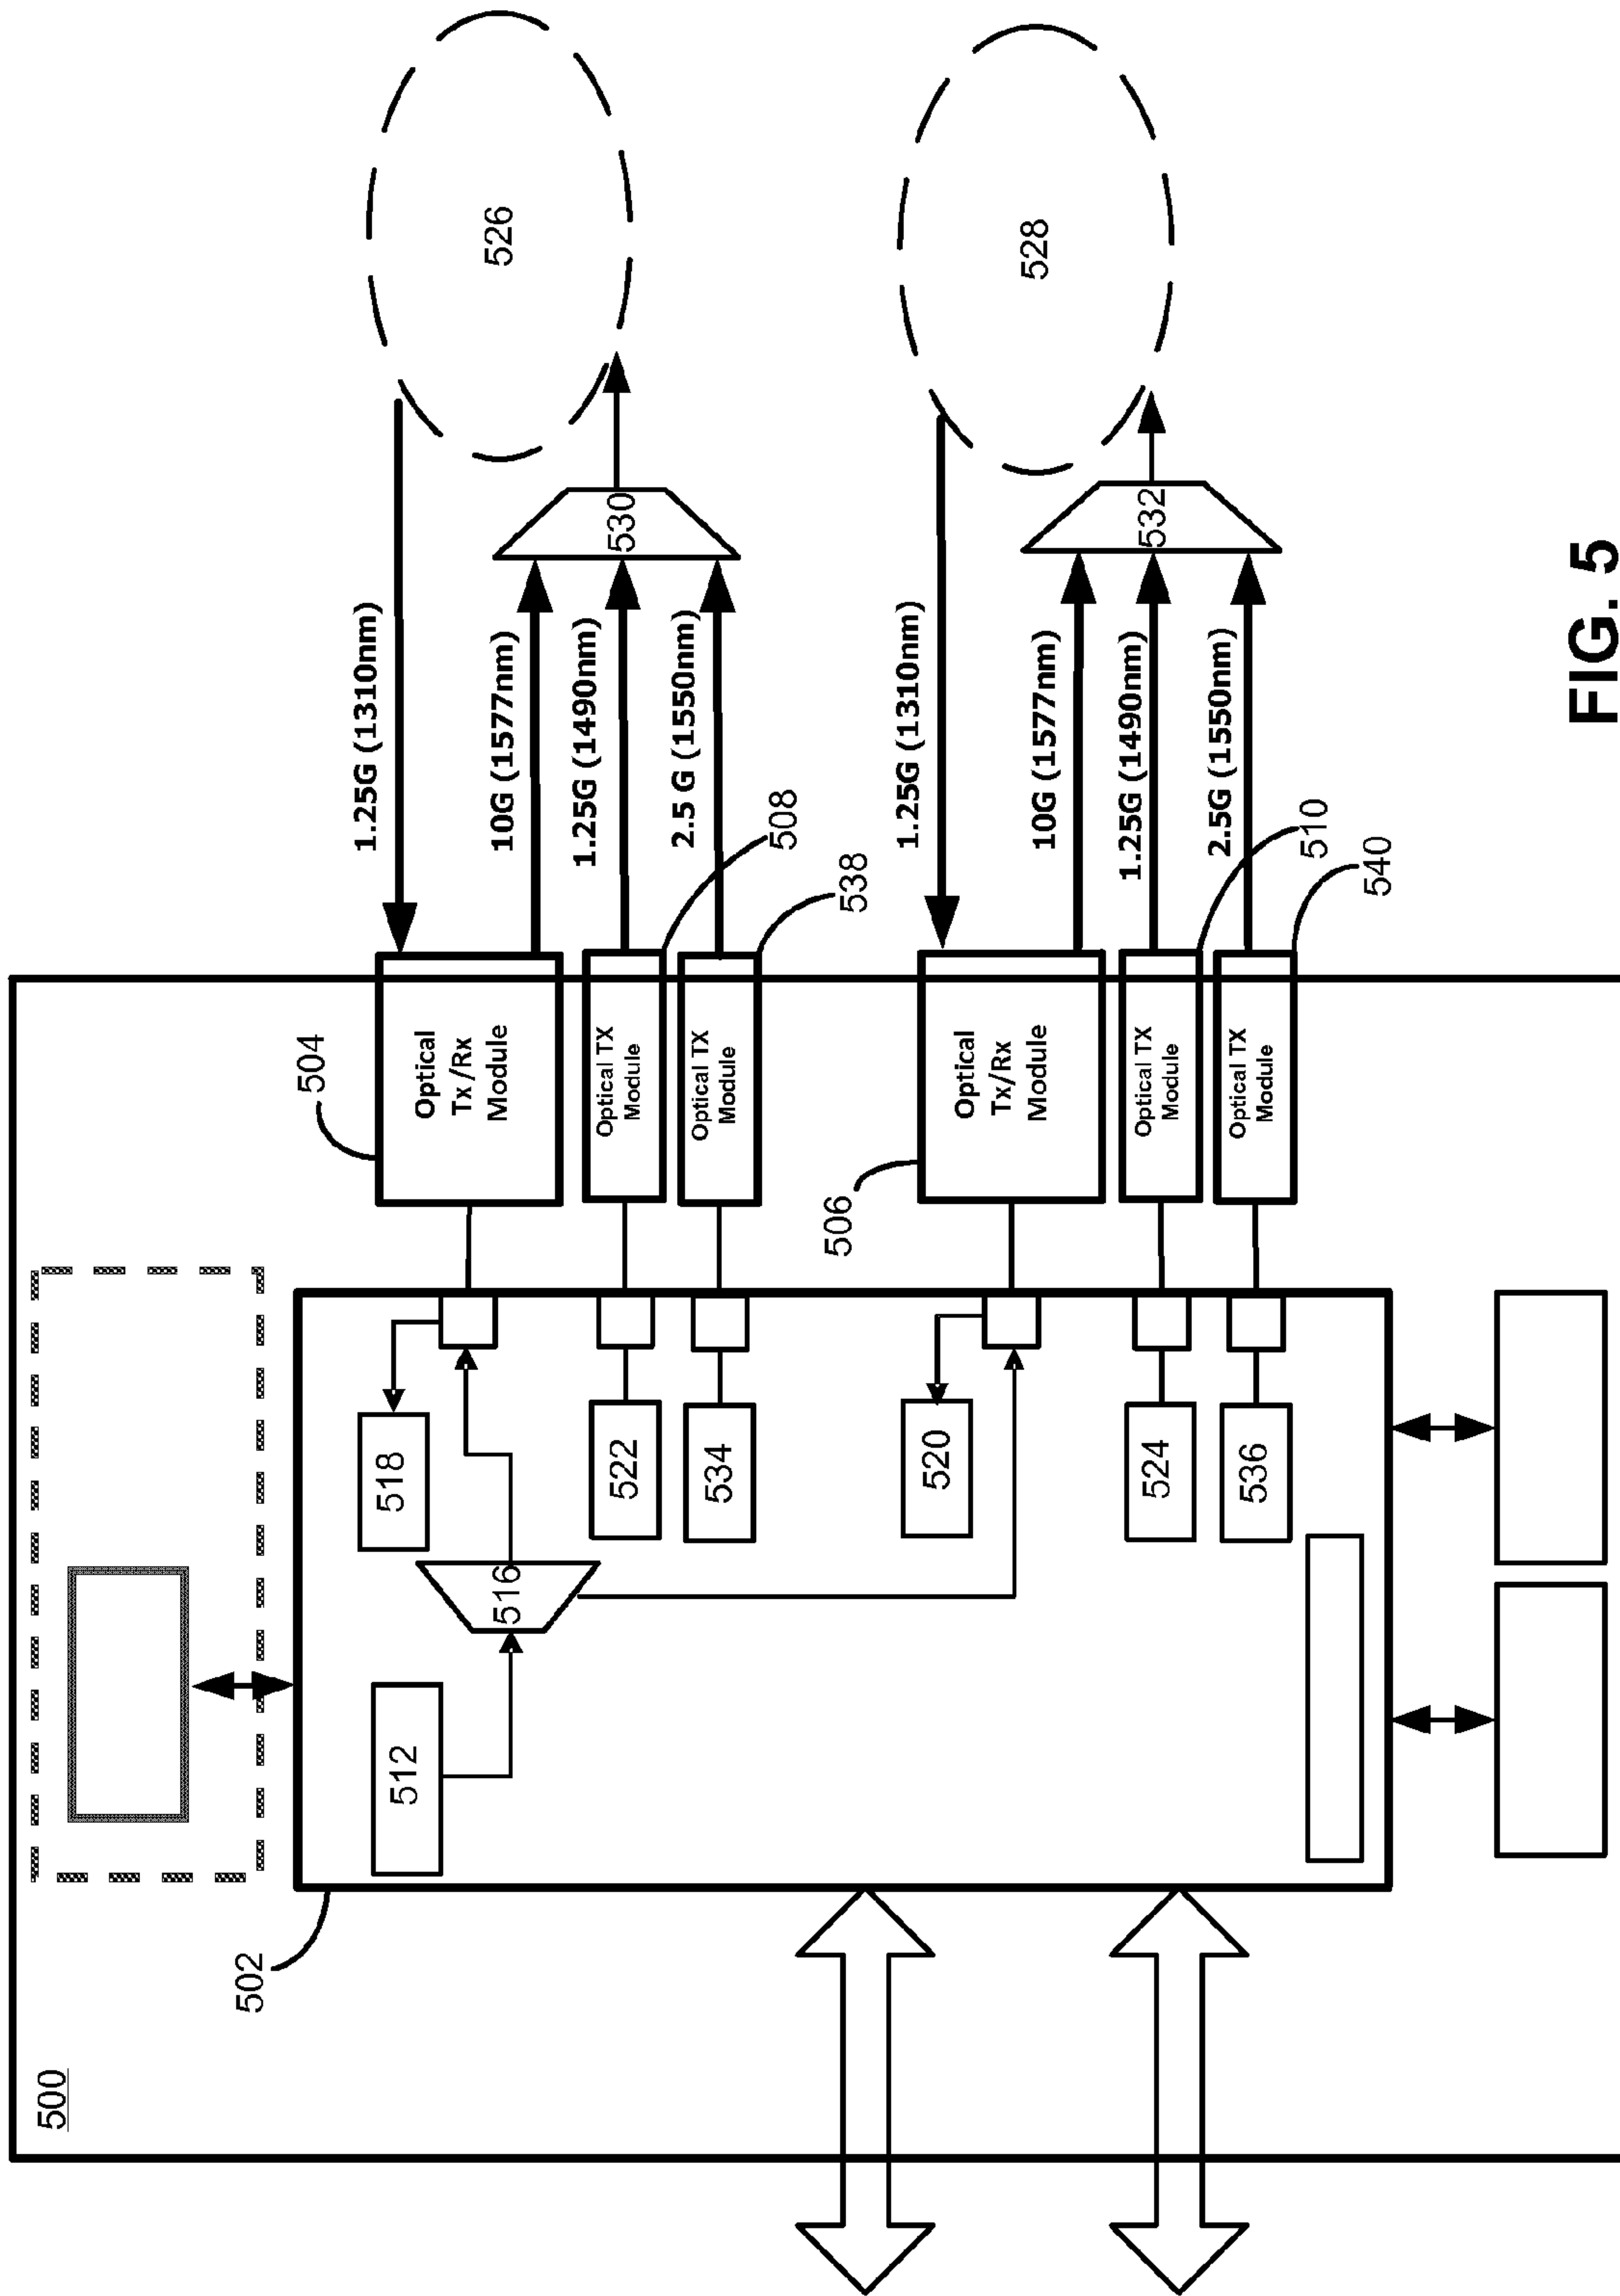 500
502
504
Optical
Tx/Rx
Module
1.25G (1310nm)
526
518
10G (1577nm)
512
516
530
522
Optical TX
Module
1.25G (1490nm)
534
Optical TX
Module
2.5 G (1550nm)
508
538
506
Optical
Tx/Rx
Module
1.25G (1310nm)
528
520
10G (1577nm)
532
524
Optical TX
Module
1.25G (1490nm)
536
Optical TX
Module
2.5G (1550nm)
510
540
FIG. 5